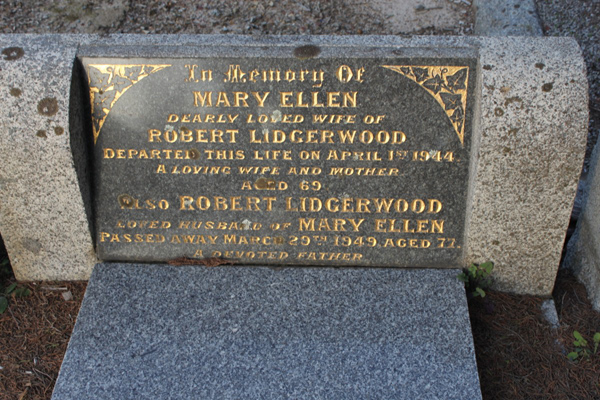 In Memory Of
MARY ELLEN
DEARLY LOVED WIFE OF
ROBERT LIDGERWOOD
DEPARTED THIS LIFE ON APRIL 1ST 1944.
A LOVING WIFE AND MOTHER
AGED 69
Also ROBERT LIDGERWOOD
LOVED HUSBAND OF MARY ELLEN
PASSED AWAY MARCH 29TH 1949, AGED 77.
A DEVOTED FATHER